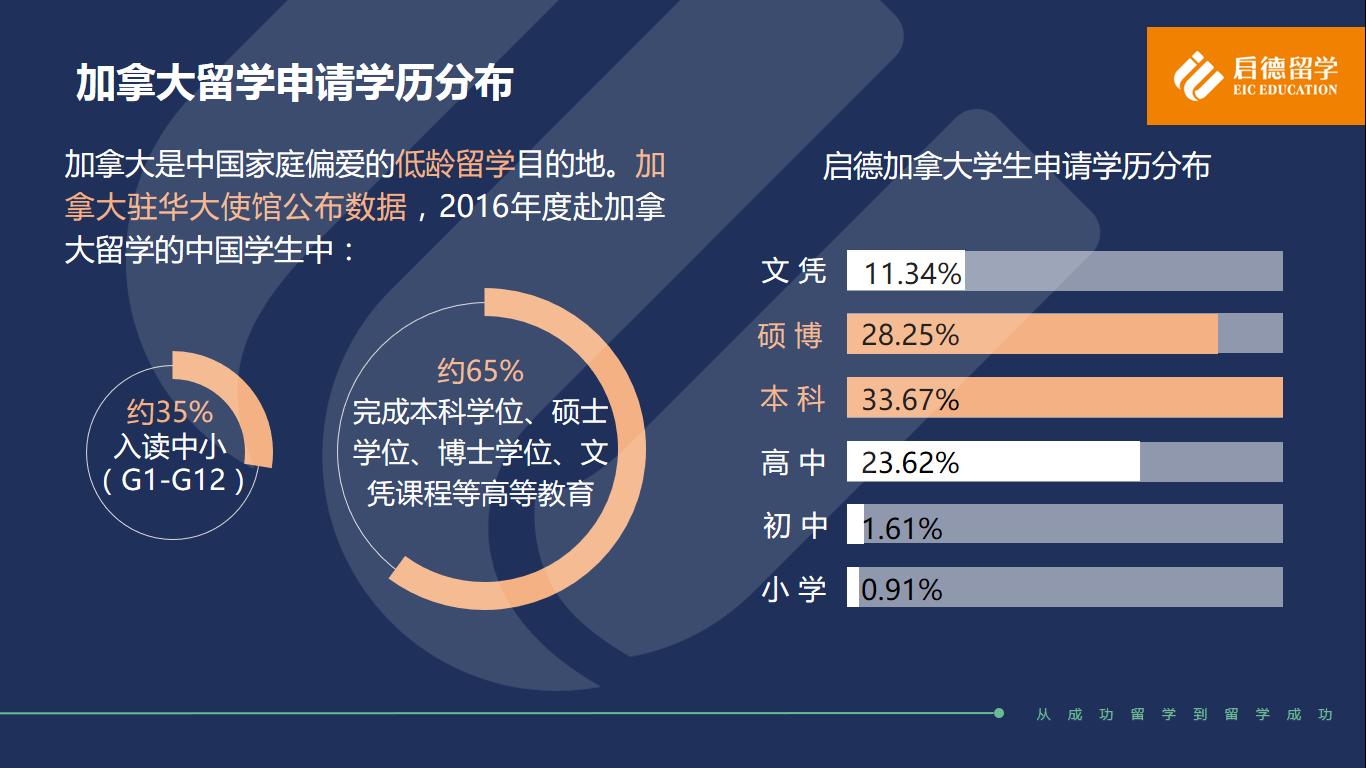 加拿大留学申请学历分布
启德留学
EIC EDUCATION
加拿大是中国家庭偏爱的低龄留学目的地。加
拿大驻华大使馆公布数据，2016年度赴加拿
大留学的中国学生中：
约35%
入读中小
（G1-G12）
约65%
完成本科学位、硕士
学位、博士学位、文
凭课程等高等教育
启德加拿大学生申请学历分布
文凭 11.34%
硕博 28.25%
本科 33.67%
高中 23.62%
初中 1.61%
小学 0.91%
从成功留学到留学成功